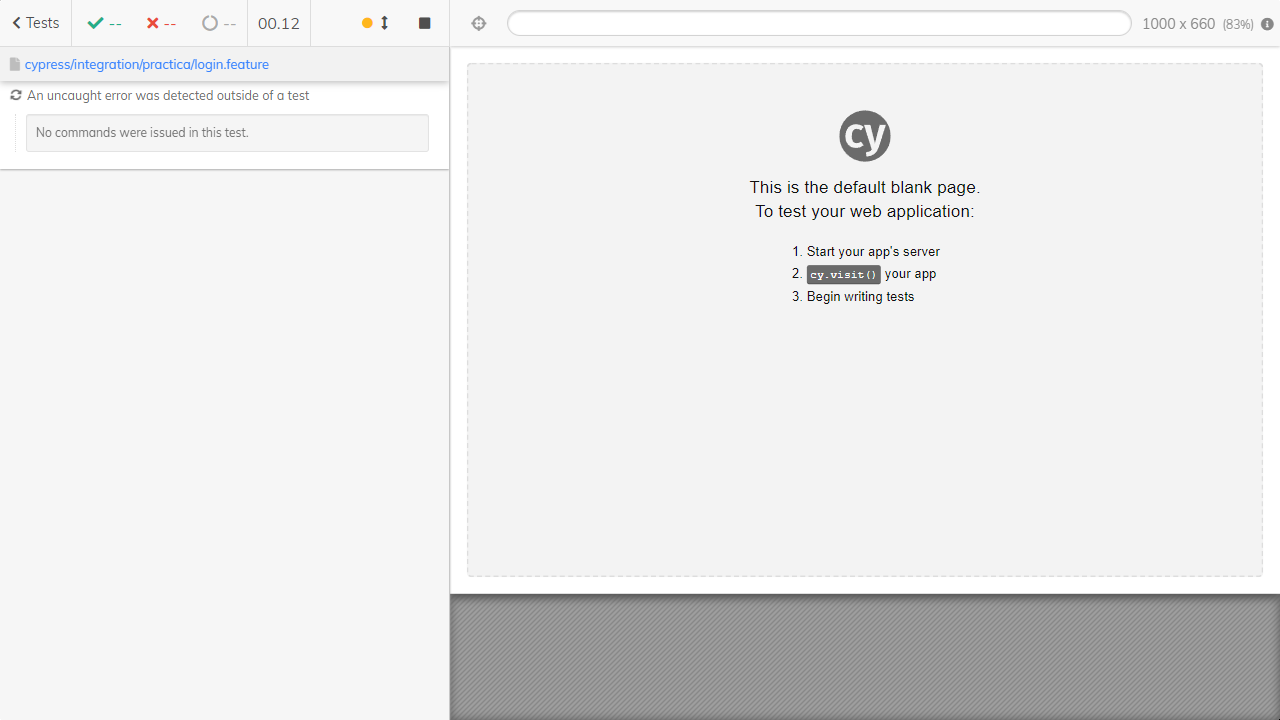 Tests -- -- -- 00.12
1000 x 660 (83%)
cypress/integration/practica/login.feature
An uncaught error was detected outside of a test
No commands were issued in this test.
cy
This is the default blank page.
To test your web application:
1. Start your app's server
2. cy.visit() your app
3. Begin writing tests